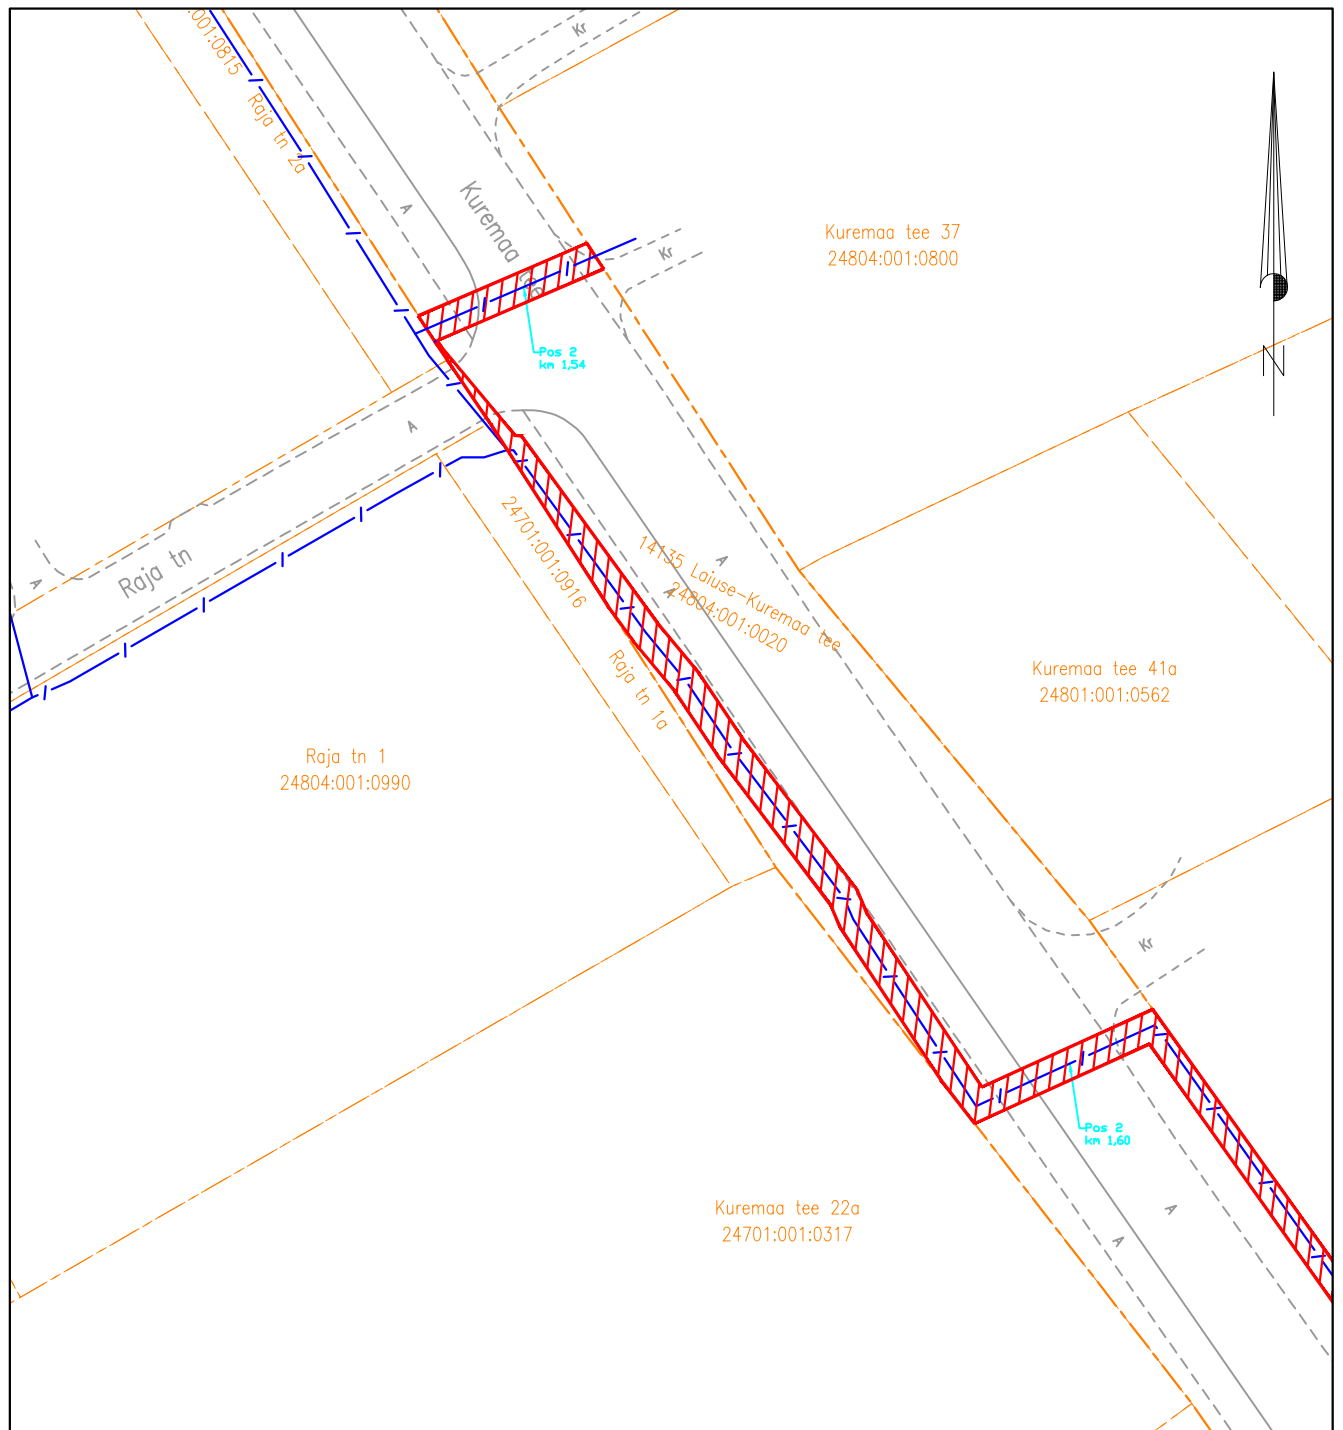 :001:0815
Raja tn 2a
Kr
A
Kuremaa tee
Kr
Kuremaa tee 37
24804:001:0800
Pos 2
km 1,54
N
A
A
Raja tn
24701:001:0916
Raja tn 1a
A
A
14135 Laiuse-Kuremaa tee
24804:001:0020
Kuremaa tee 41a
24801:001:0562
Raja tn 1
24804:001:0990
Kr
Pos 2
km 1,60
A
A
Kuremaa tee 22a
24701:001:0317